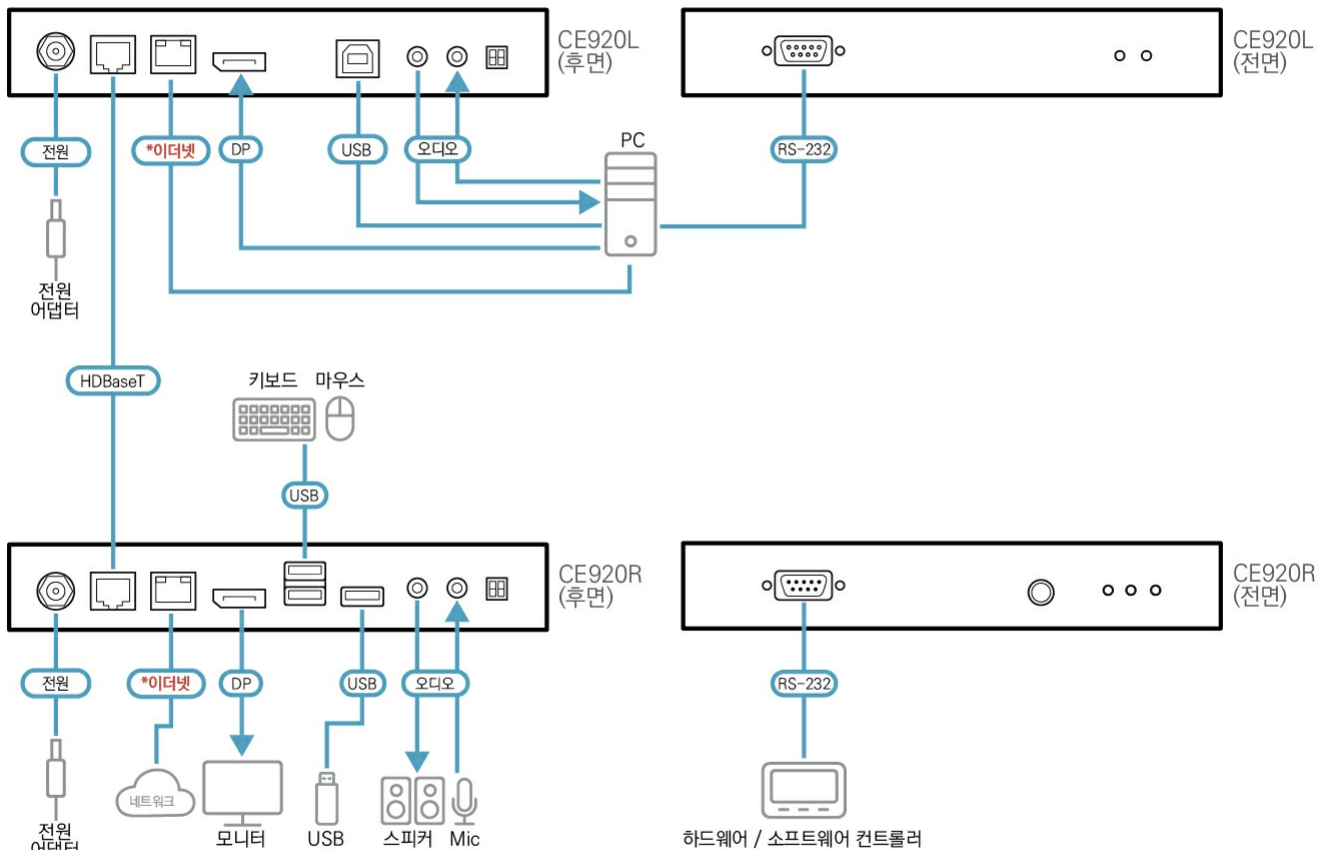 CE920L
(후면)
CE920L
(전면)
전원
*이더넷
DP
USB
오디오
PC
RS-232
전원
어댑터
HDBaseT
키보드 마우스
USB
CE920R
(후면)
CE920R
(전면)
전원
*이더넷
DP
USB
오디오
RS-232
네트워크
전원
어댑터
모니터
USB
스피커
Mic
하드웨어 / 소프트웨어 컨트롤러